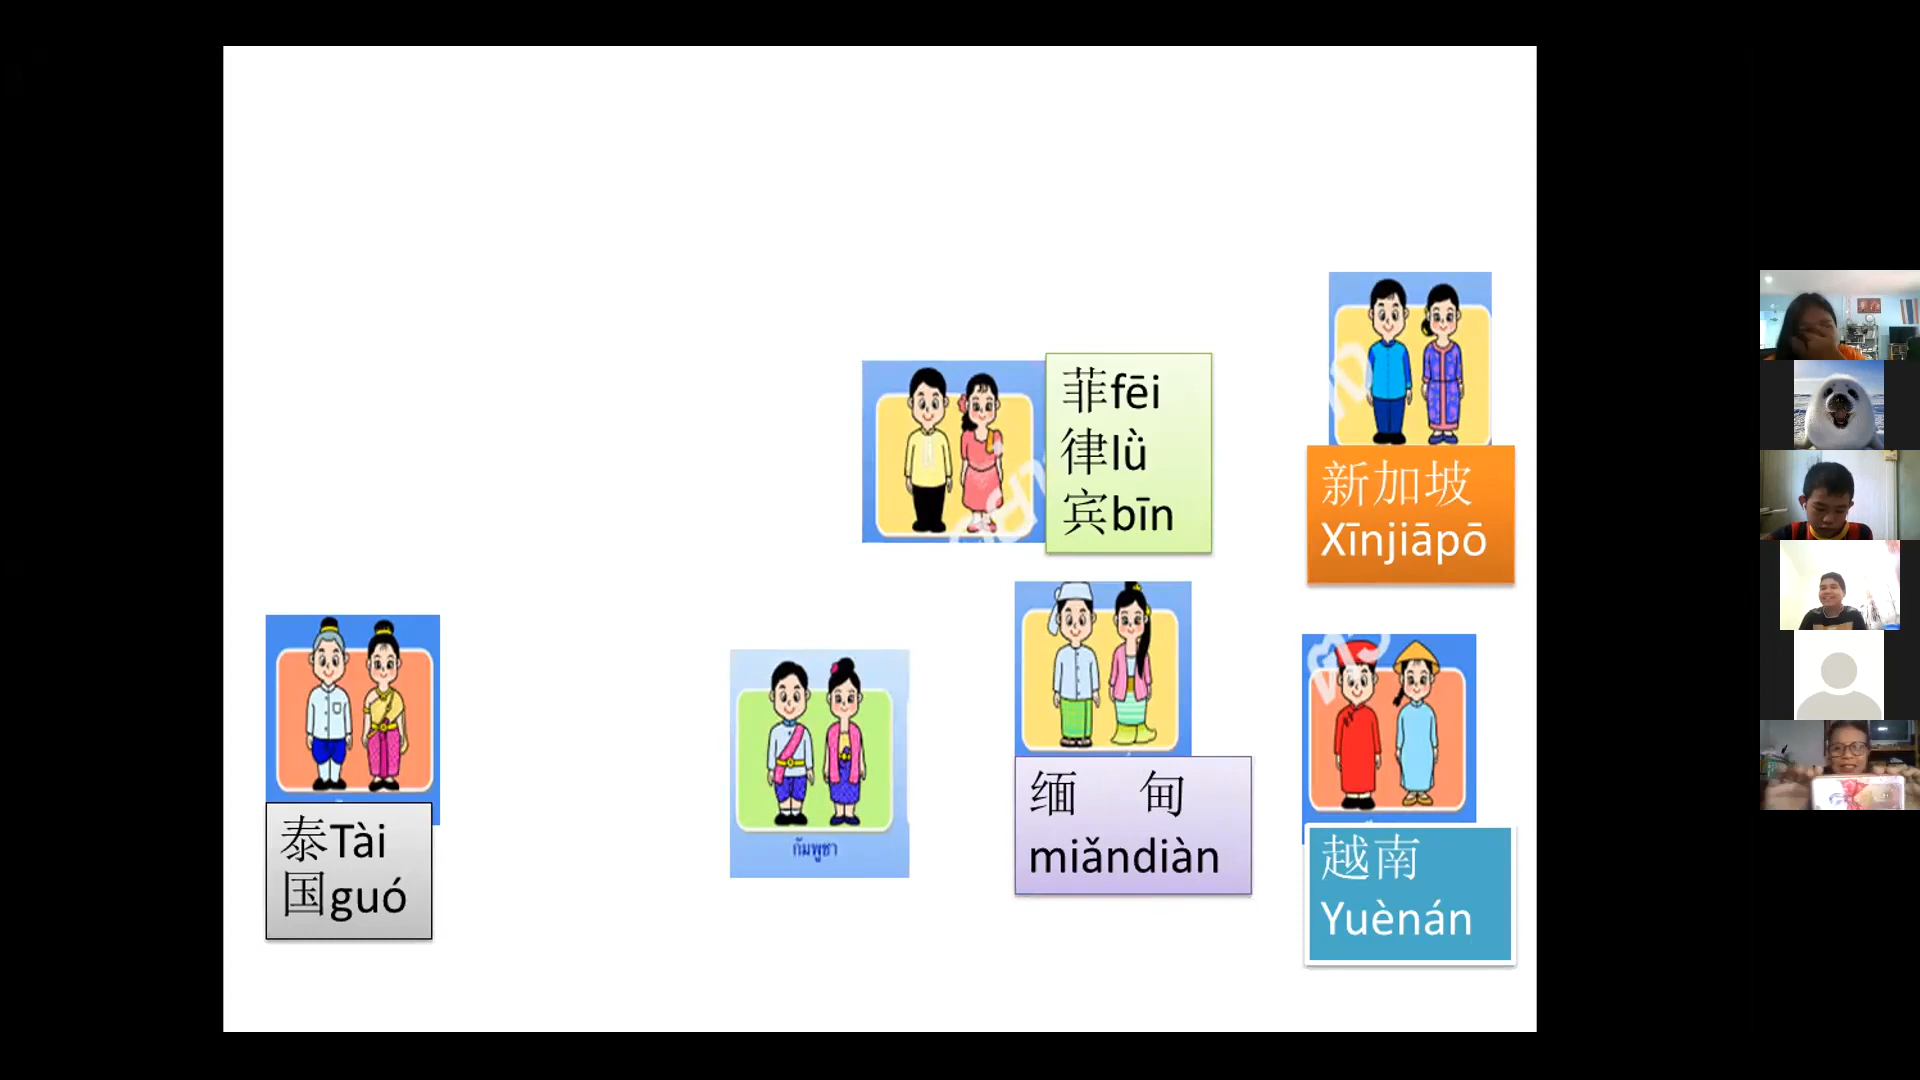 菲fēi
律lǜ
宾bīn
新加坡
Xīnjiāpō
泰Tài
国guó
กัมพูชา
缅 甸
miǎndiàn
越南
Yuènán